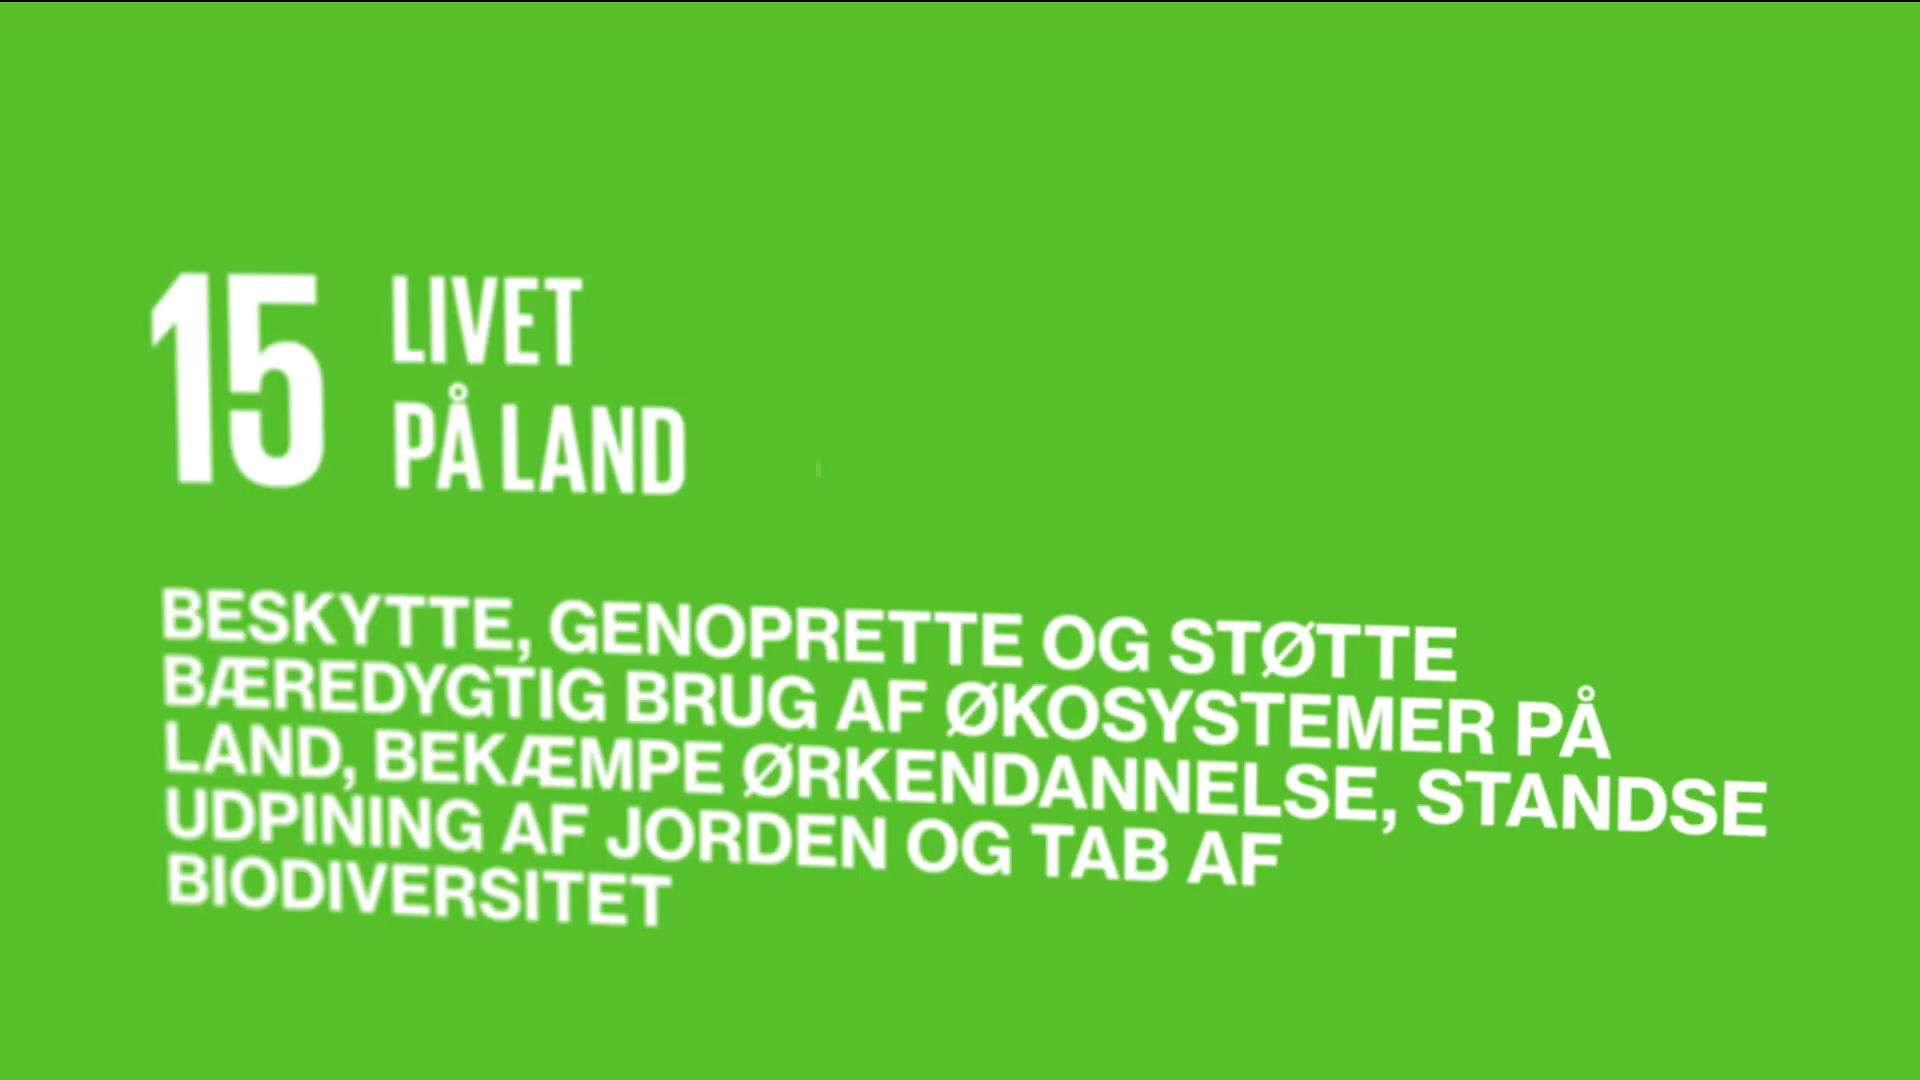 15
LIVET
PÅ LAND
BESKYTTE, GENOPRETTE OG STØTTE
BÆREDYGTIG BRUG AF ØKOSYSTEMER PÅ
LAND, BEKÆMPE ØRKENDANNELSE, STANDSE
UDPINING AF JORDEN OG TAB AF
BIODIVERSITET